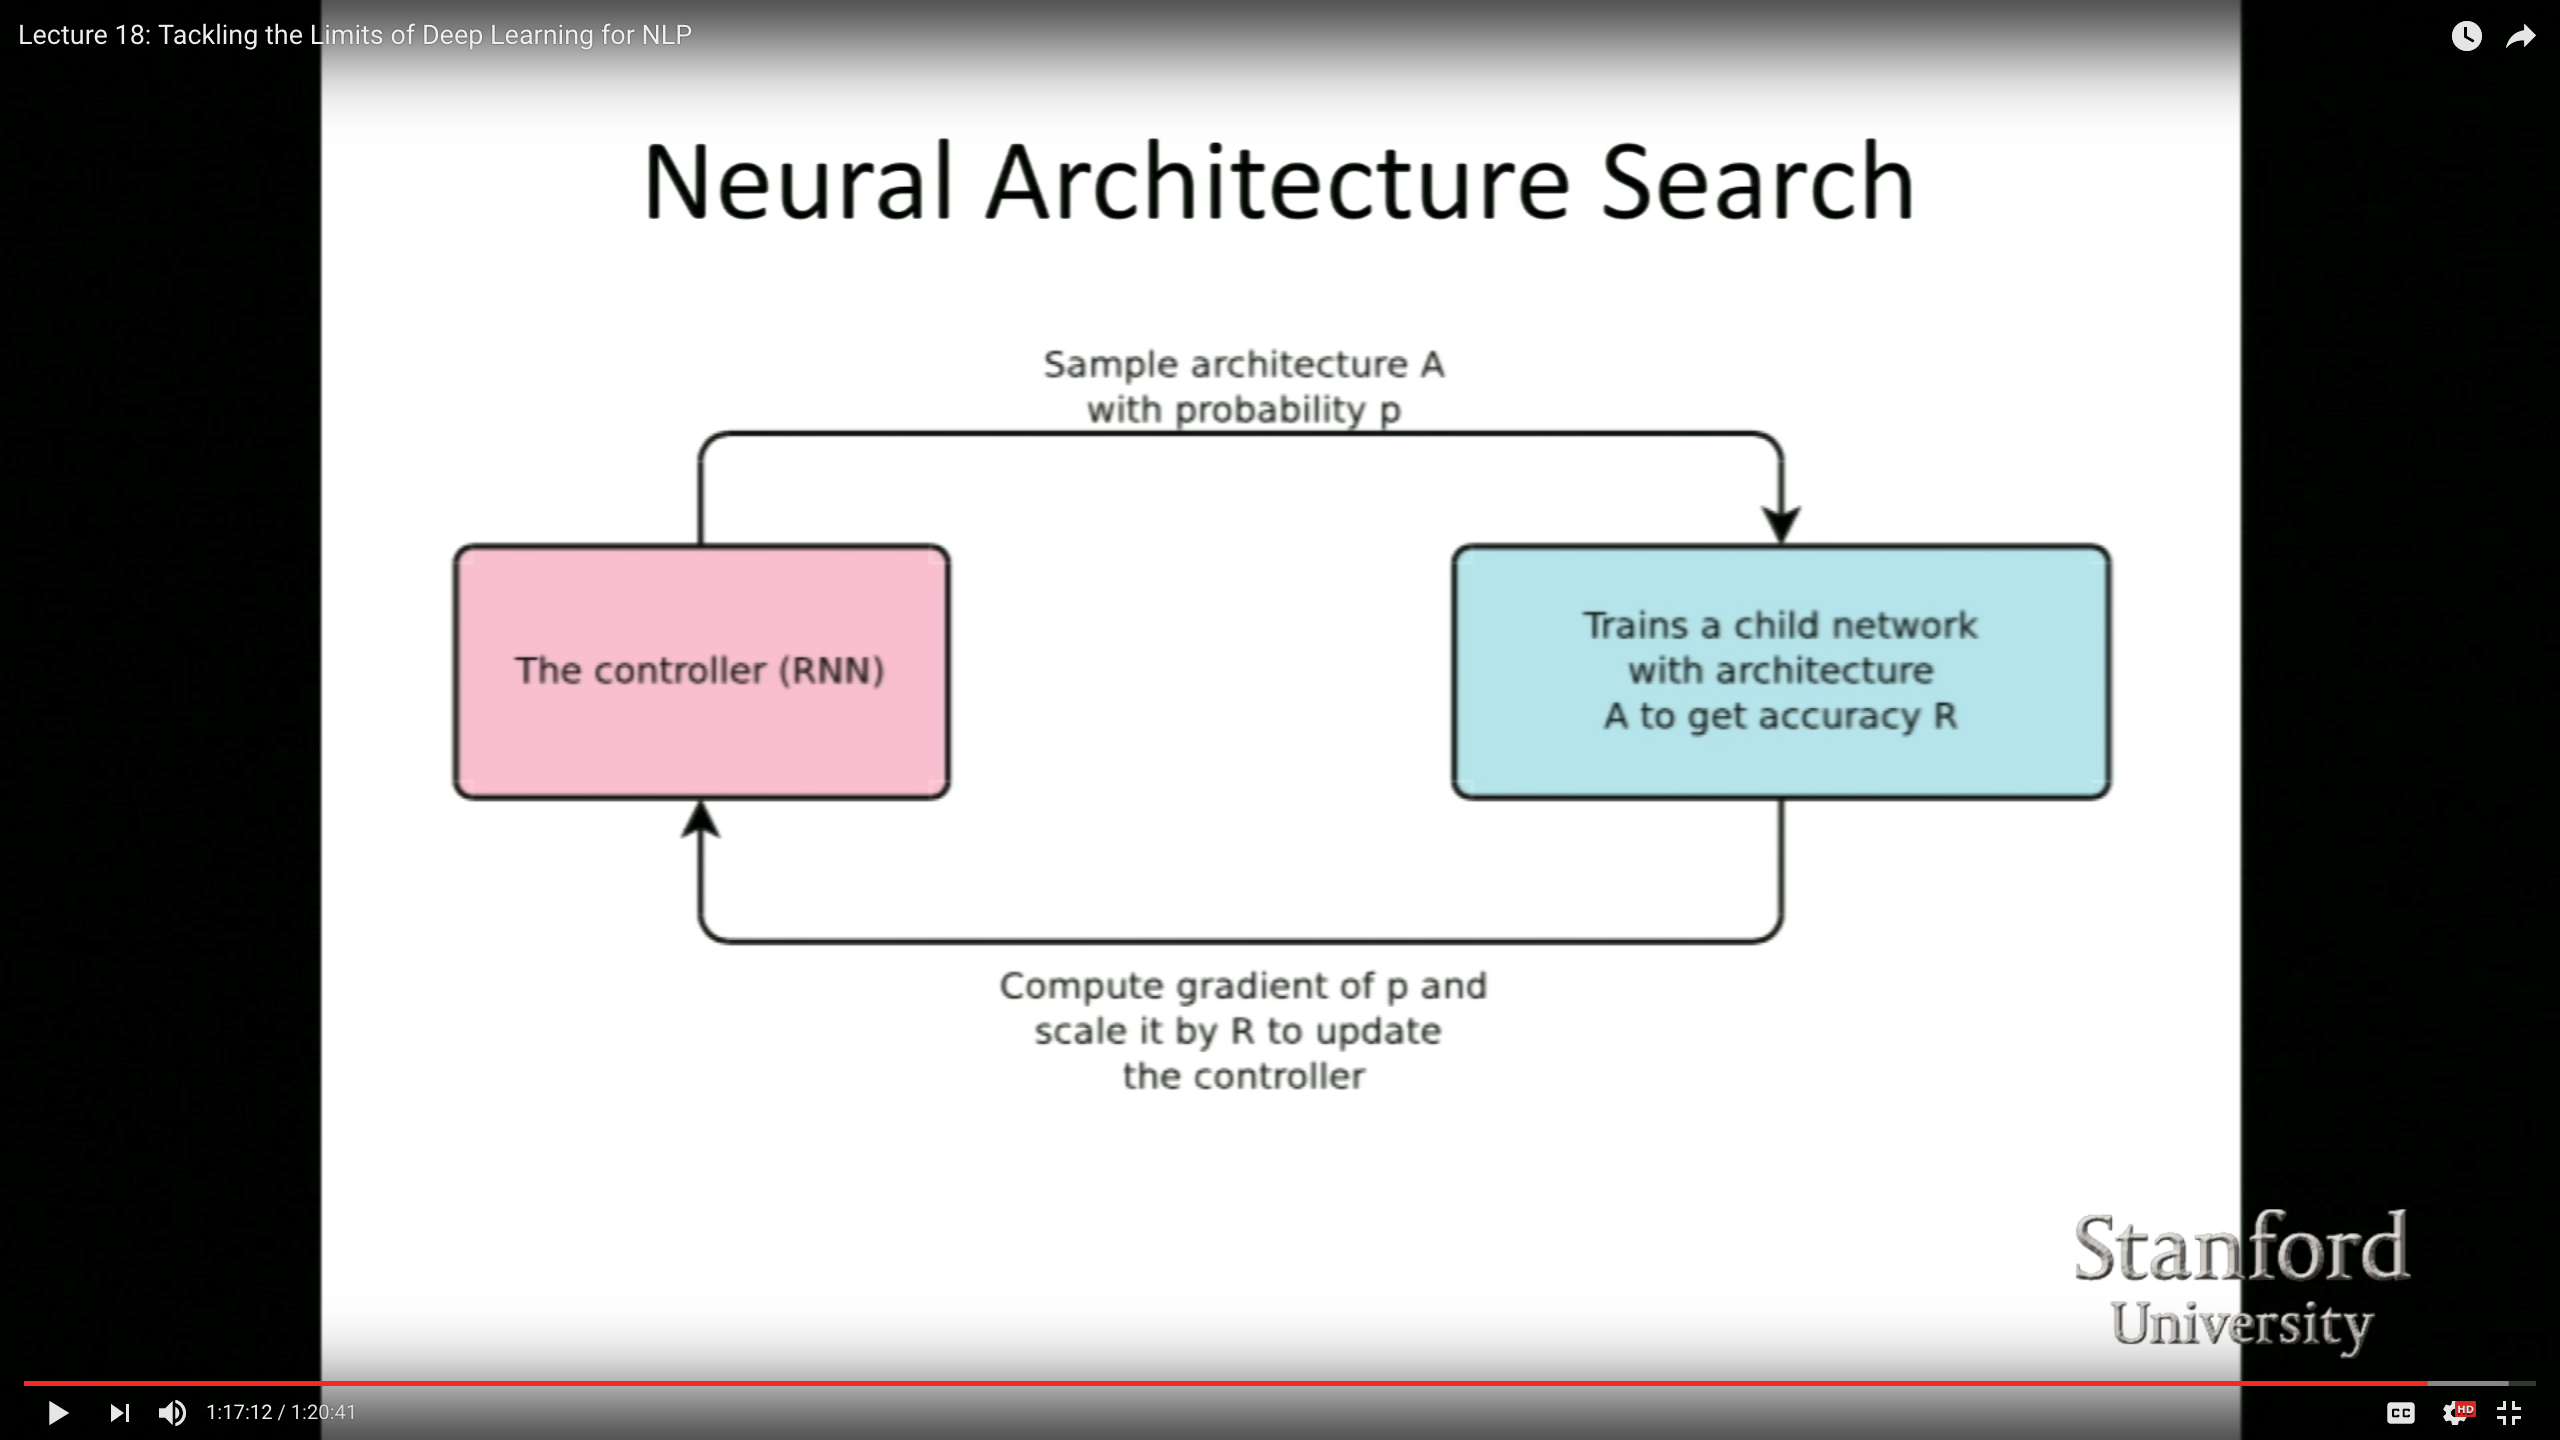 Lecture 18: Tackling the Limits of Deep Learning for NLP
Neural Architecture Search
Sample architecture A
with probability p
The controller (RNN)
Trains a child network
with architecture
A to get accuracy R
Compute gradient of p and
scale it by R to update
the controller
Stanford
University
1:17:12 / 1:20:41
CC
HD